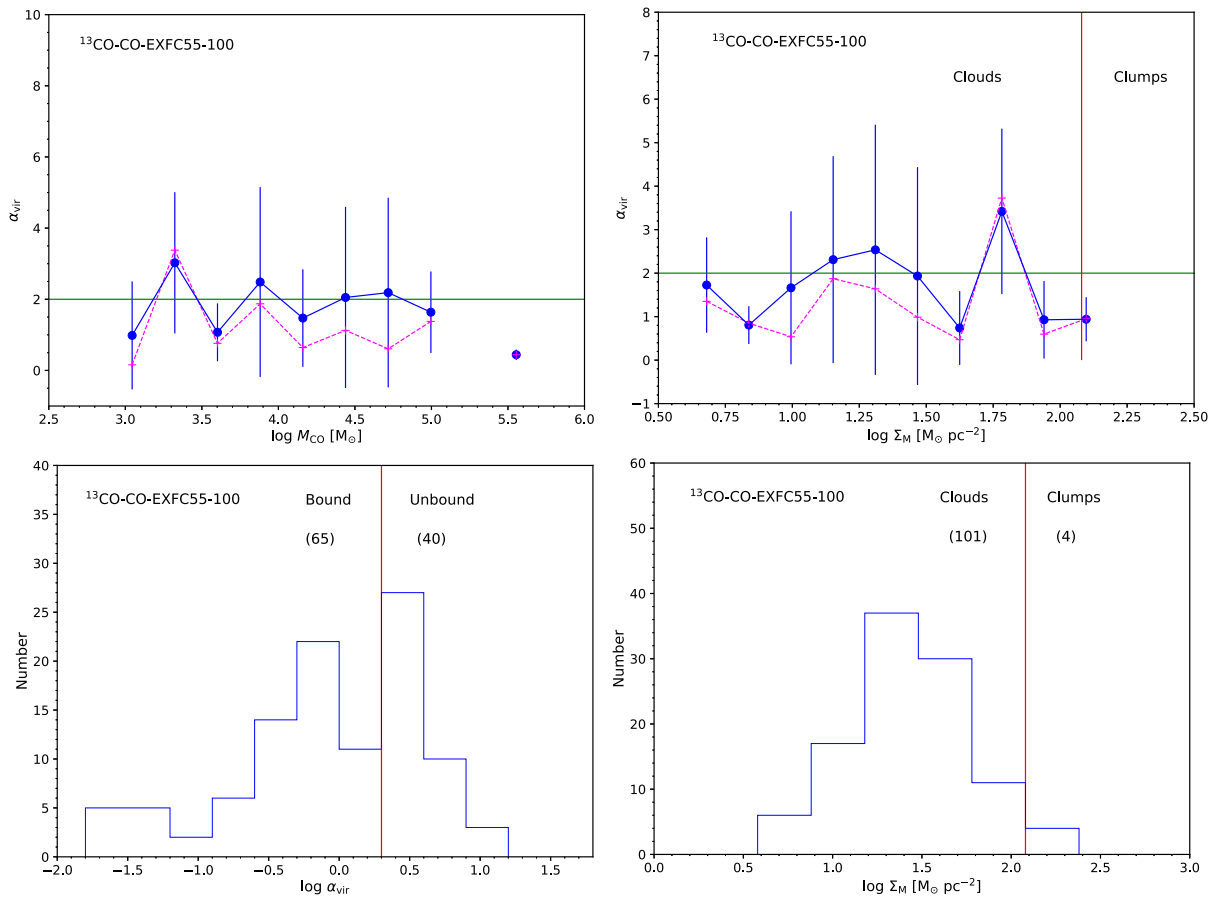 ¹³CO-CO-EXFC55-100
α_vir
10
8
6
4
2
0
2.5 3.0 3.5 4.0 4.5 5.0 5.5 6.0
log M_CO [M_⊙]
¹³CO-CO-EXFC55-100
Clouds Clumps
α_vir
8
7
6
5
4
3
2
1
0
−1
0.50 0.75 1.00 1.25 1.50 1.75 2.00 2.25 2.50
log Σ_M [M_⊙ pc⁻²]
¹³CO-CO-EXFC55-100 Bound Unbound
(65) (40)
Number
40
35
30
25
20
15
10
5
0
−2.0 −1.5 −1.0 −0.5 0.0 0.5 1.0 1.5
log α_vir
¹³CO-CO-EXFC55-100 Clouds Clumps
(101) (4)
Number
60
50
40
30
20
10
0
0.0 0.5 1.0 1.5 2.0 2.5 3.0
log Σ_M [M_⊙ pc⁻²]